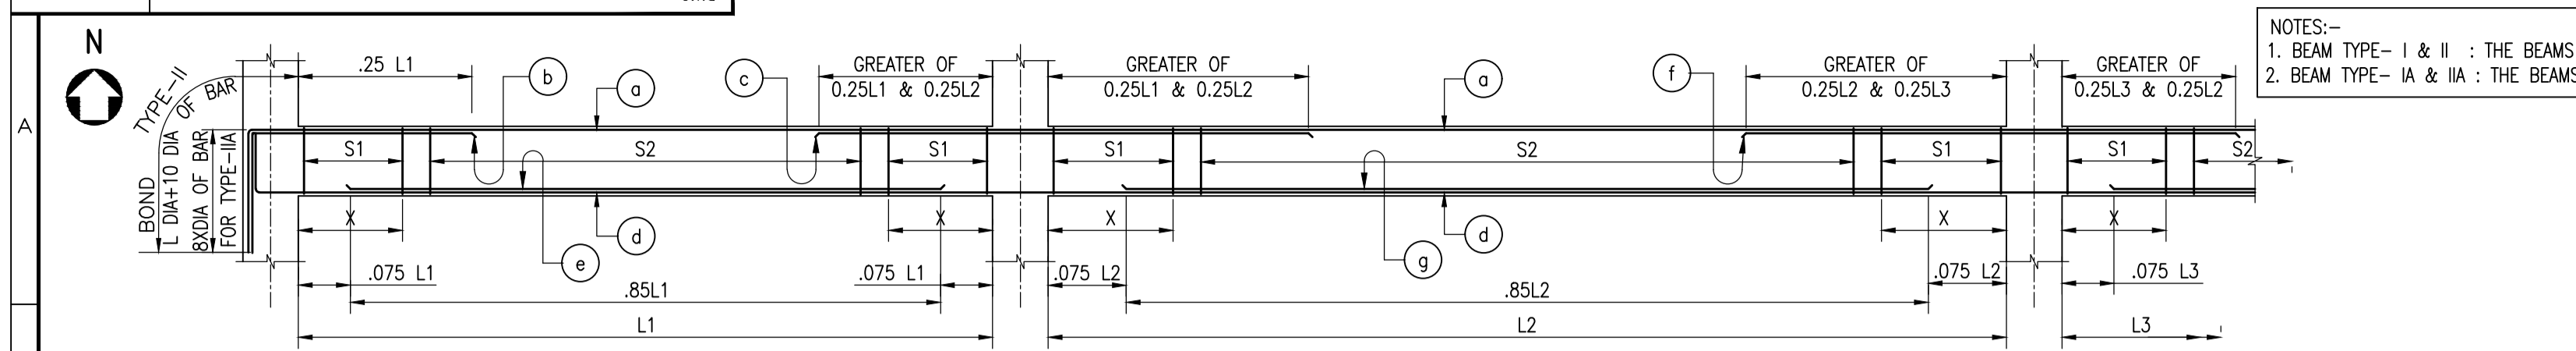 NOTES:-
1. BEAM TYPE- I & II : THE BEAMS
2. BEAM TYPE- IA & IIA : THE BEAMS
N
A
TYPE-II
BOND
L DIA+10 DIA OF BAR
8XDIA OF BAR
FOR TYPE-IIA
.25 L1
b
a
c
GREATER OF
0.25L1 & 0.25L2
GREATER OF
0.25L1 & 0.25L2
a
f
GREATER OF
0.25L2 & 0.25L3
GREATER OF
0.25L3 & 0.25L2
S1
S2
S1
S1
S2
S1
S1
S2
X
X
X
X
X
e
d
g
d
.075 L1
.075 L1
.075 L2
.075 L2
.075 L3
.85L1
.85L2
L1
L2
L3